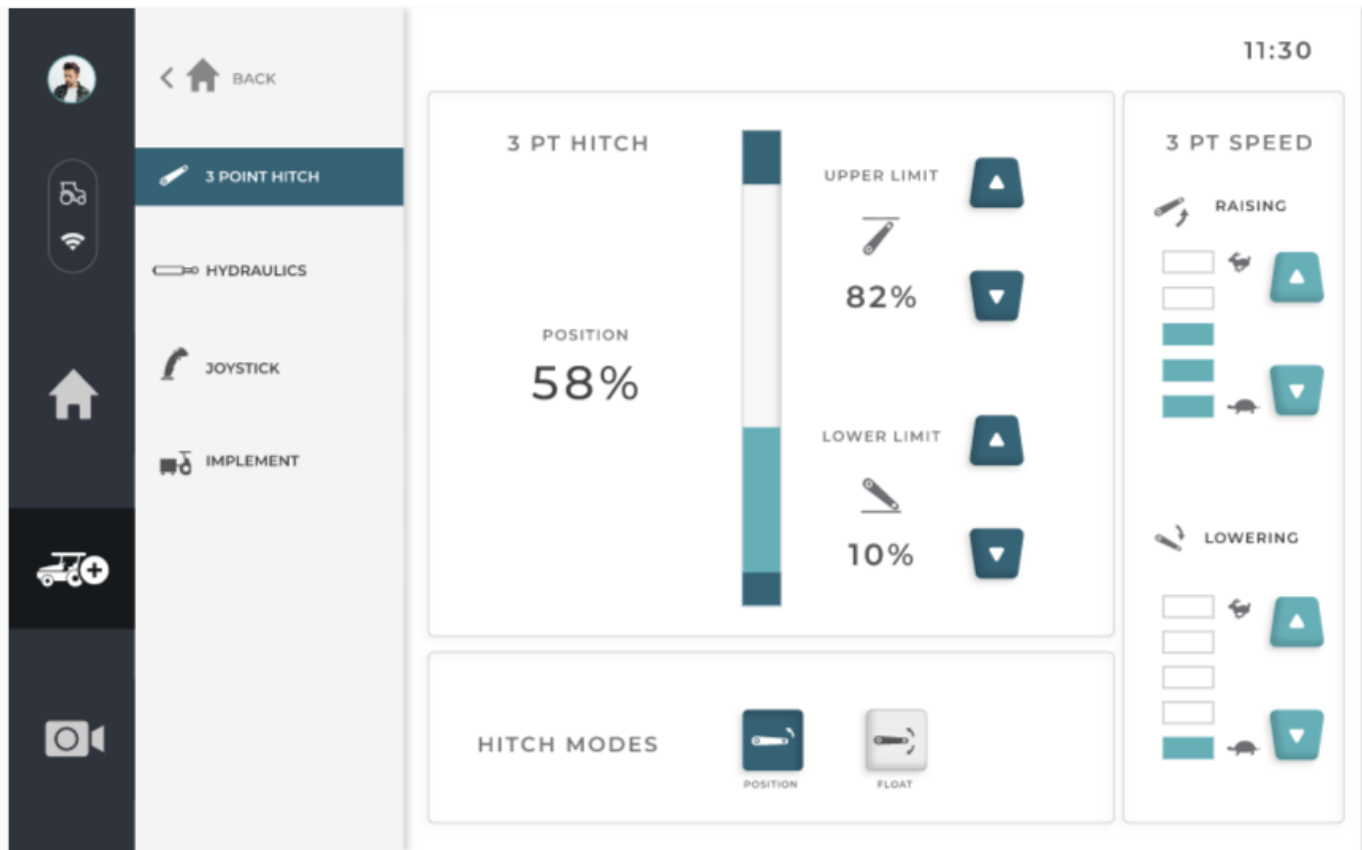 11:30
BACK
3 POINT HITCH
HYDRAULICS
JOYSTICK
IMPLEMENT
3 PT HITCH
POSITION
58%
UPPER LIMIT
82%
LOWER LIMIT
10%
HITCH MODES
POSITION
FLOAT
3 PT SPEED
RAISING
LOWERING